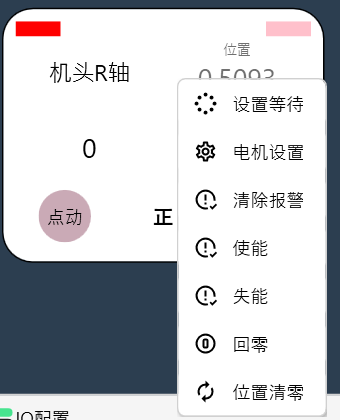 位置
机头R轴
0.5093
0
点动
正
设置等待
电机设置
清除报警
使能
失能
回零
位置清零
IO配置